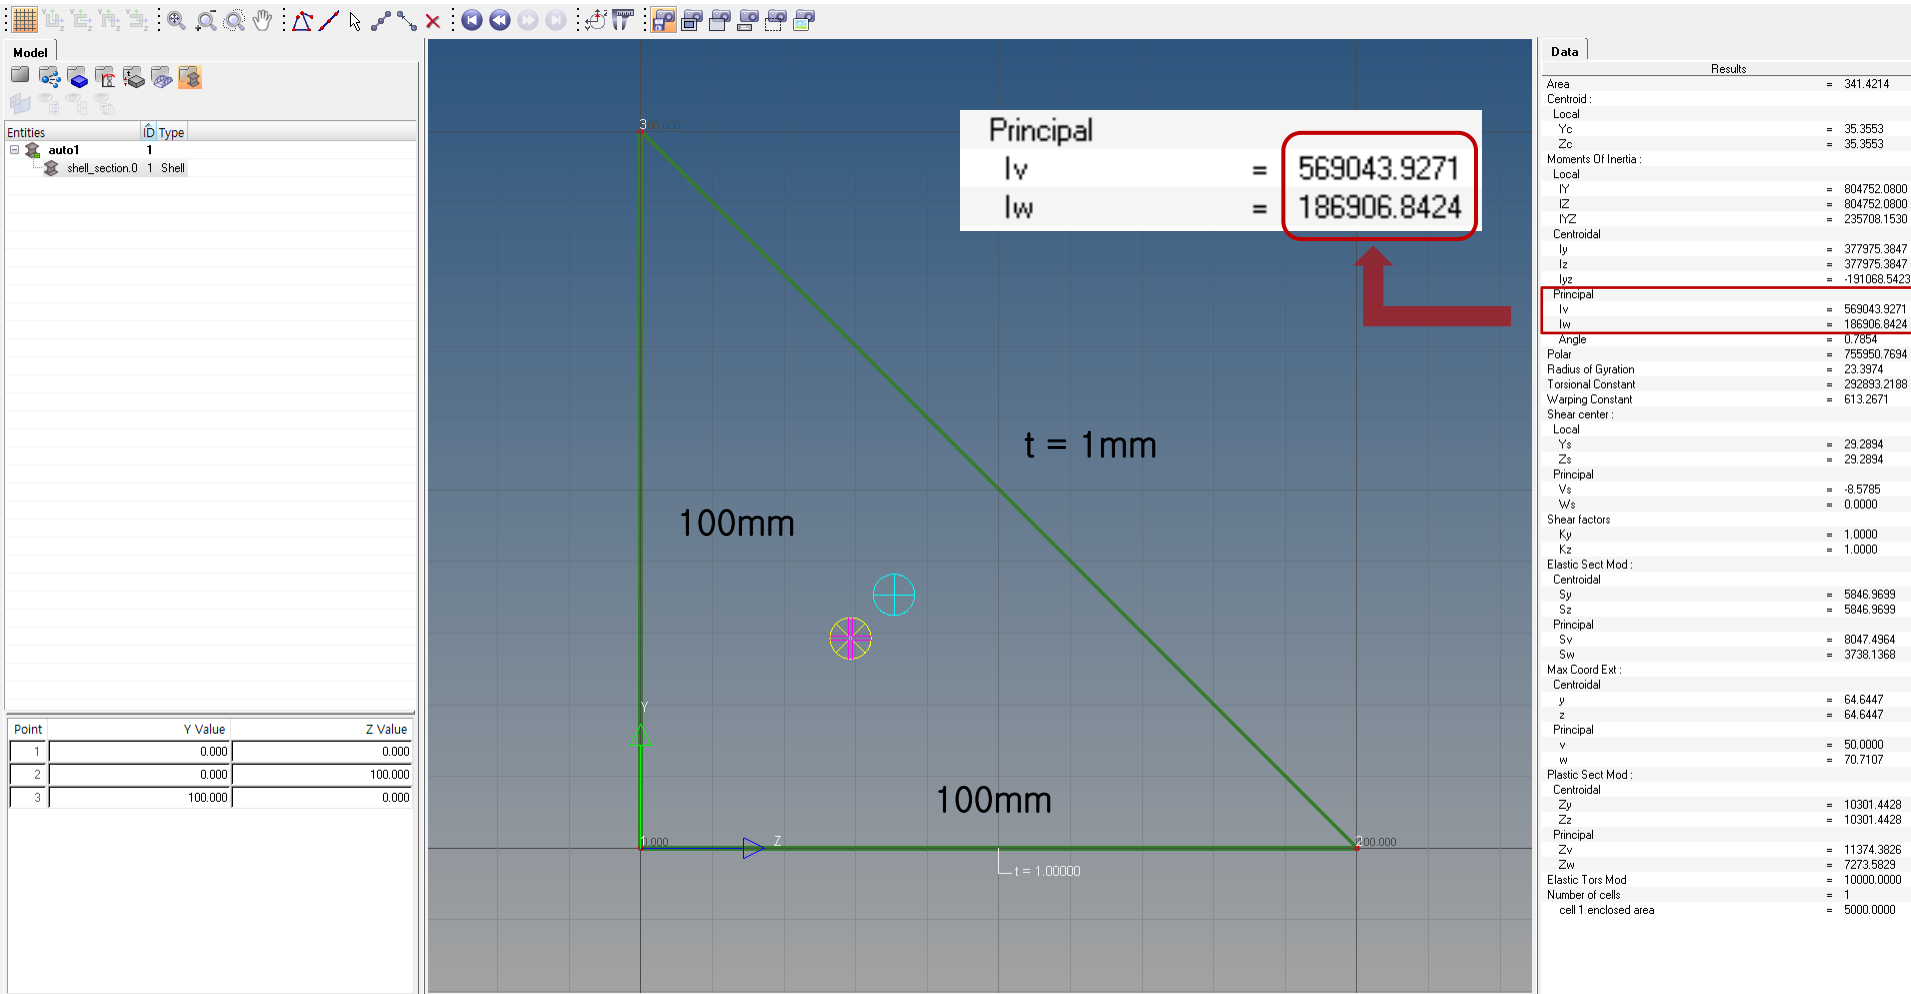 Model
Entities ID Type
auto1 1
shell_section.0 1 Shell
Point Y Value Z Value
1 0.000 0.000
2 0.000 100.000
3 100.000 0.000
3
Principal
Iv = 569043.9271
Iw = 186906.8424
t = 1mm
100mm
Y
100mm
Z
t = 1.00000
Data
Results
Area = 341.4214
Centroid :
Local
Yc = 35.3553
Zc = 35.3553
Moments Of Inertia :
Local
IY = 804752.0800
IZ = 804752.0800
IYZ = 235708.1530
Centroidal
Iy = 377975.3847
Iz = 377975.3847
Iyz = -191068.5423
Principal
Iv = 569043.9271
Iw = 186906.8424
Angle = 0.7854
Polar = 755950.7694
Radius of Gyration = 23.3974
Torsional Constant = 292893.2188
Warping Constant = 613.2671
Shear center :
Local
Ys = 29.2894
Zs = 29.2894
Principal
Vs = -8.5785
Ws = 0.0000
Shear factors
Ky = 1.0000
Kz = 1.0000
Elastic Sect Mod :
Centroidal
Sy = 5846.9699
Sz = 5846.9699
Principal
Sv = 8047.4964
Sw = 3738.1368
Max Coord Ext :
Centroidal
y = 64.6447
z = 64.6447
Principal
v = 50.0000
w = 70.7107
Plastic Sect Mod :
Centroidal
Zy = 10301.4428
Zz = 10301.4428
Principal
Zv = 11374.3826
Zw = 7273.5829
Elastic Tors Mod = 10000.0000
Number of cells = 1
cell 1 enclosed area = 5000.0000